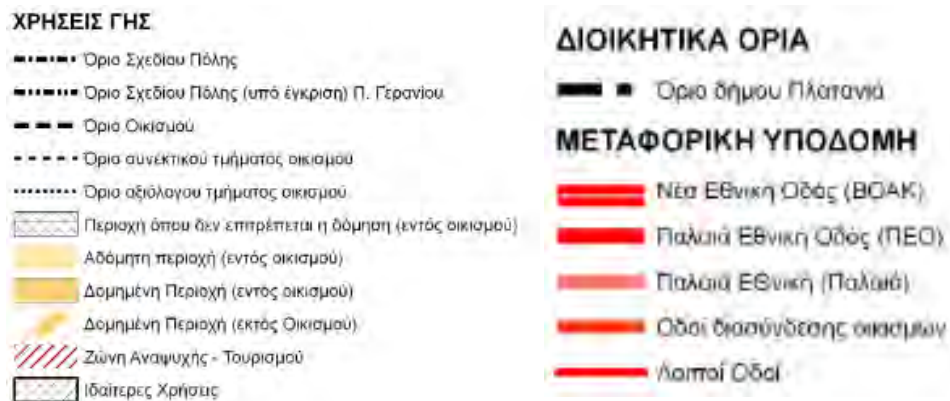 ΧΡΗΣΕΙΣ ΓΗΣ
Όριο Σχεδίου Πόλης
Όριο Σχεδίου Πόλης (υπό έγκριση) Π. Γερανίου
Όριο Οικισμού
Όριο συνεκτικού τμήματος οικισμού
Όριο αξιόλογου τμήματος οικισμού
Περιοχή όπου δεν επιτρέπεται η δόμηση (εντός οικισμού)
Αδόμητη περιοχή (εντός οικισμού)
Δομημένη Περιοχή (εντός οικισμού)
Δομημένη Περιοχή (εκτός Οικισμού)
Ζώνη Αναψυχής - Τουρισμού
Ιδαίτερες Χρήσεις
ΔΙΟΙΚΗΤΙΚΑ ΟΡΙΑ
Όριο δήμου Πλατανιά
ΜΕΤΑΦΟΡΙΚΗ ΥΠΟΔΟΜΗ
Νέα Εθνική Οδός (ΒΟΑΚ)
Παλαιά Εθνική Οδός (ΠΕΟ)
Παλαιά Εθνική (Παλαιά)
Οδοί διασύνδεσης οικισμών
Λοιποί Οδοί